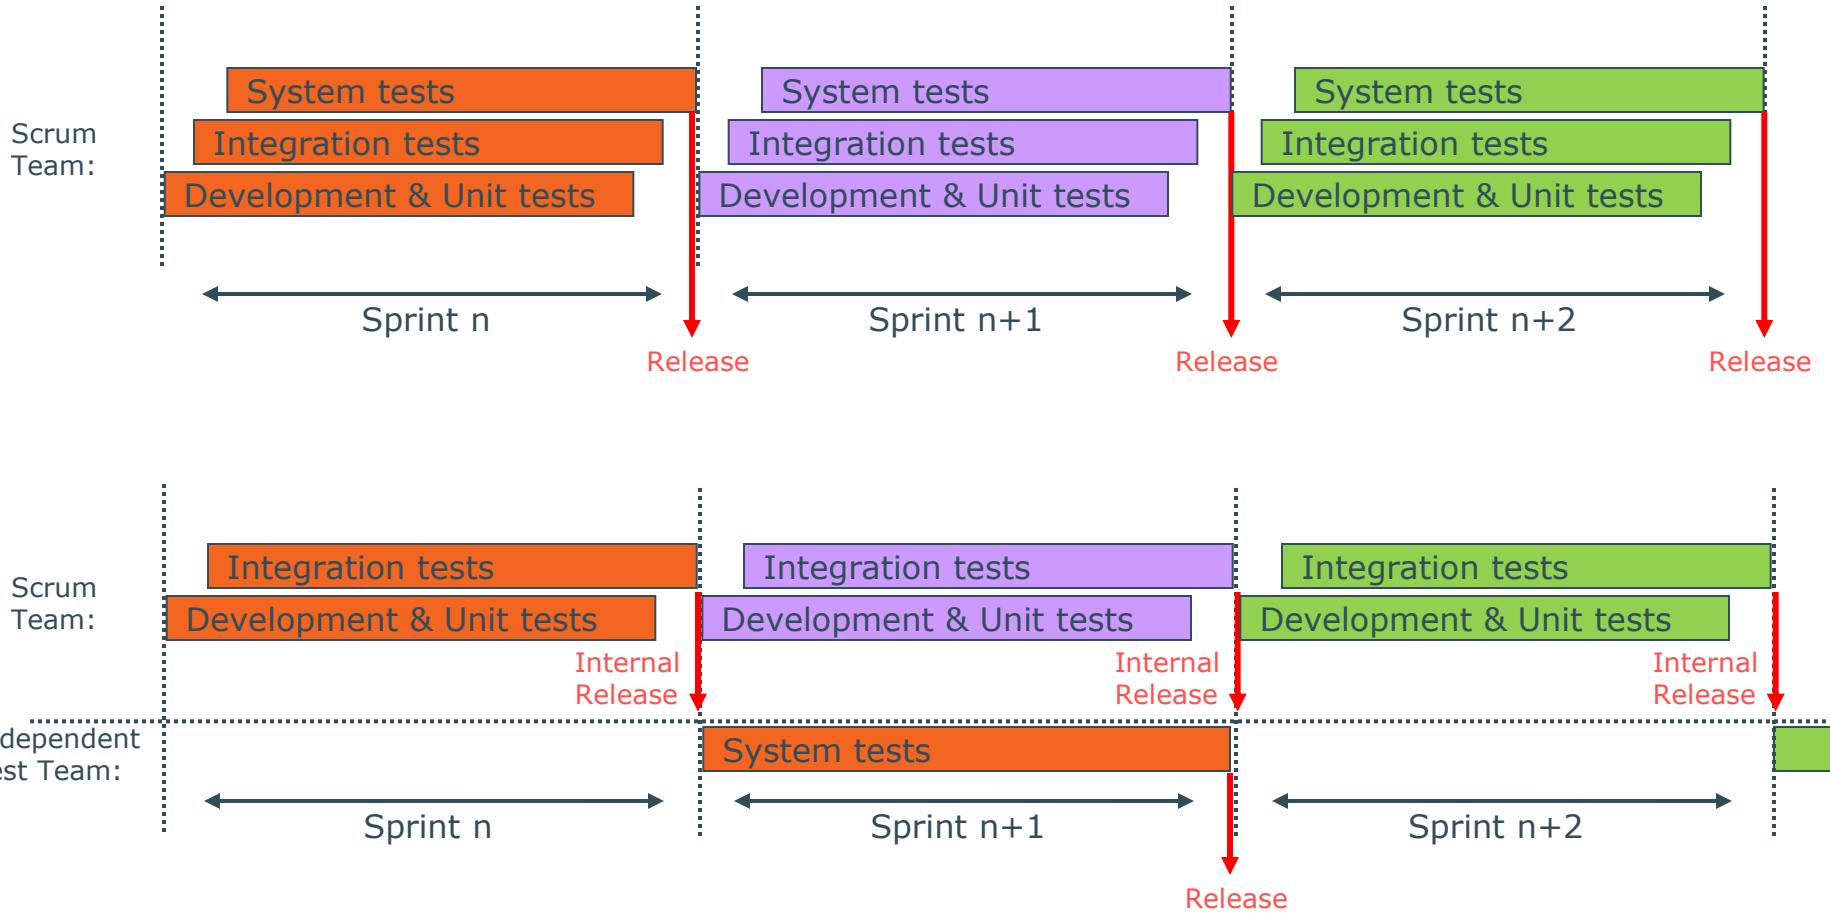 System tests
System tests
System tests
Scrum
Team:
Integration tests
Integration tests
Integration tests
Development & Unit tests
Development & Unit tests
Development & Unit tests
Sprint n
Sprint n+1
Sprint n+2
Release
Release
Release
Integration tests
Integration tests
Integration tests
Scrum
Team:
Development & Unit tests
Development & Unit tests
Development & Unit tests
Internal
Release
Internal
Release
Internal
Release
dependent
est Team:
System tests
Sprint n
Sprint n+1
Sprint n+2
Release